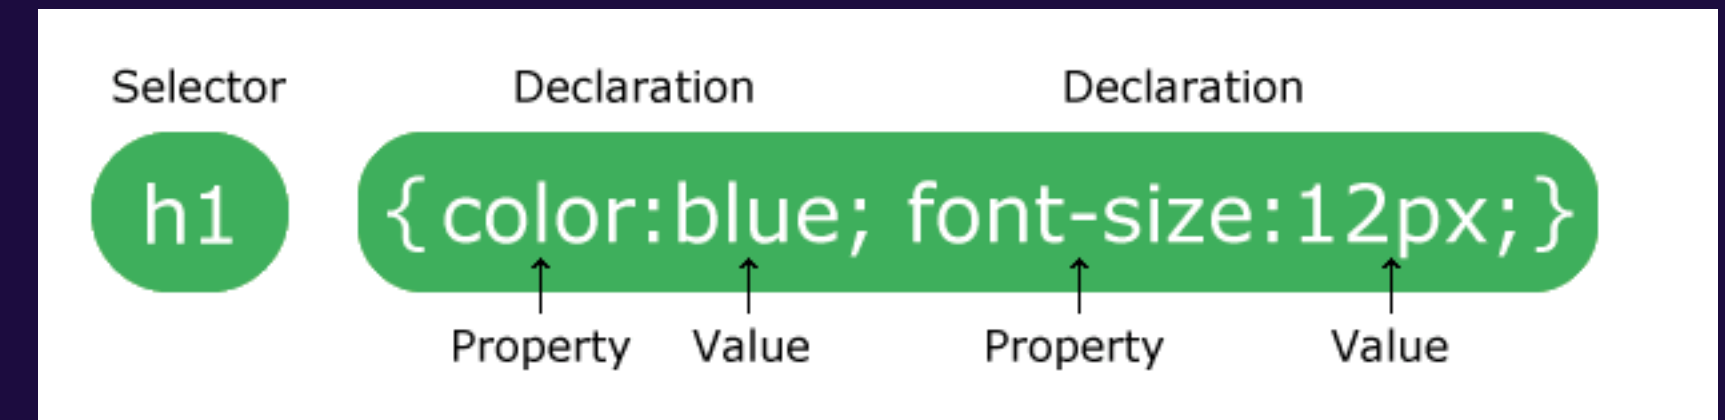 Selector Declaration Declaration
h1 {color:blue; font-size:12px;}
Property Value Property Value